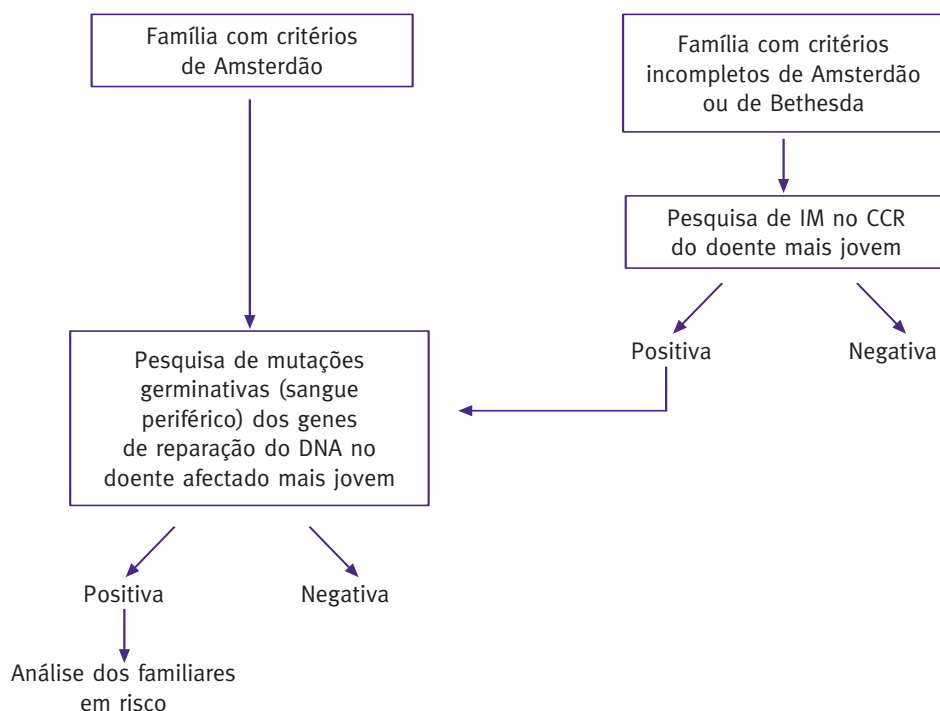 Família com critérios
de Amsterdão
Família com critérios
incompletos de Amsterdão
ou de Bethesda
Pesquisa de IM no CCR
do doente mais jovem
Positiva
Negativa
Pesquisa de mutações
germinativas (sangue
periférico) dos genes
de reparação do DNA no
doente afectado mais jovem
Positiva
Negativa
Análise dos familiares
em risco